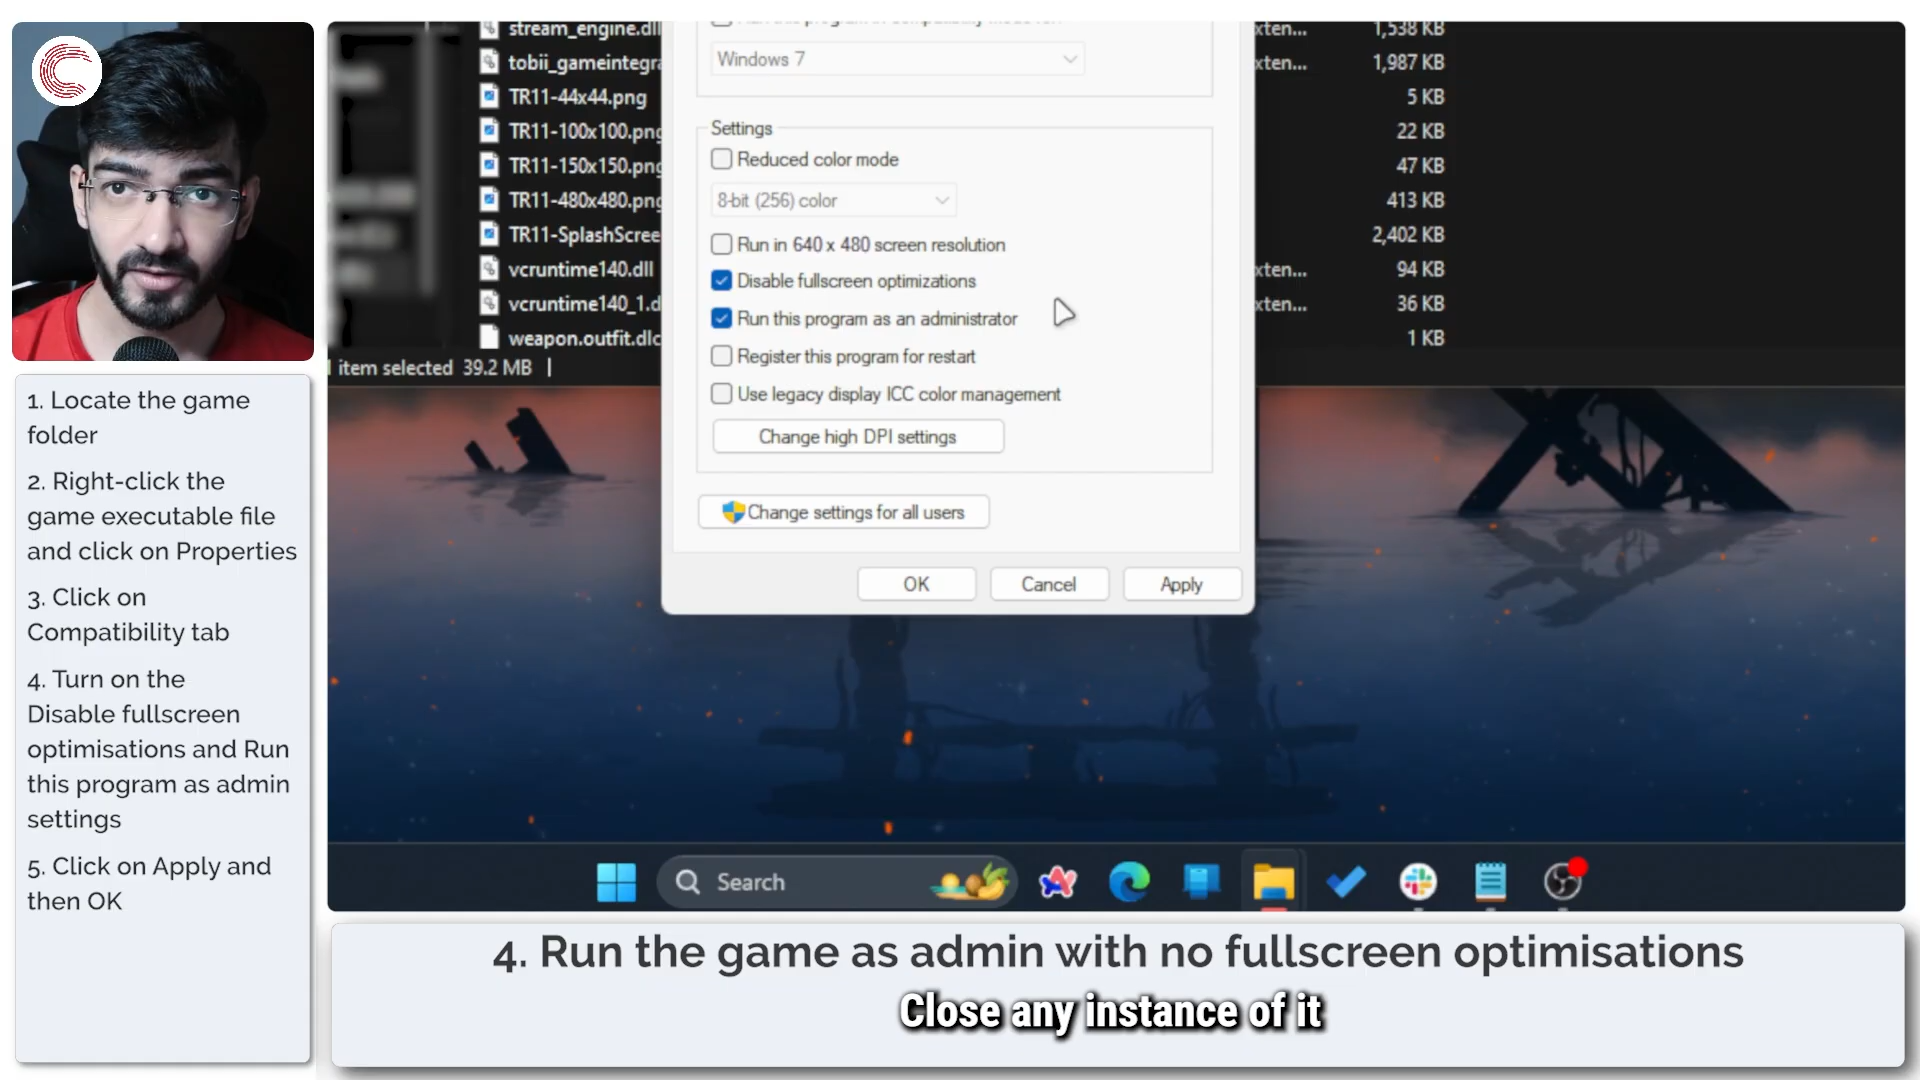 1. Locate the game
folder
2. Right-click the
game executable file
and click on Properties
3. Click on
Compatibility tab
4. Turn on the
Disable fullscreen
optimisations and Run
this program as admin
settings
5. Click on Apply and
then OK
stream_engine.dll
tobii_gameintegra
TR11-44x44.png
TR11-100x100.png
TR11-150x150.png
TR11-480x480.png
TR11-SplashScree
vcruntime140.dll
vcruntime140_1.d
weapon.outfit.dlc
item selected 39.2 MB
Windows 7
Settings
Reduced color mode
8-bit (256) color
Run in 640 x 480 screen resolution
Disable fullscreen optimizations
Run this program as an administrator
Register this program for restart
Use legacy display ICC color management
Change high DPI settings
Change settings for all users
OK
Cancel
Apply
xten... 1,538 KB
xten... 1,987 KB
5 KB
22 KB
47 KB
413 KB
2,402 KB
xten... 94 KB
xten... 36 KB
1 KB
Search
4. Run the game as admin with no fullscreen optimisations
Close any instance of it